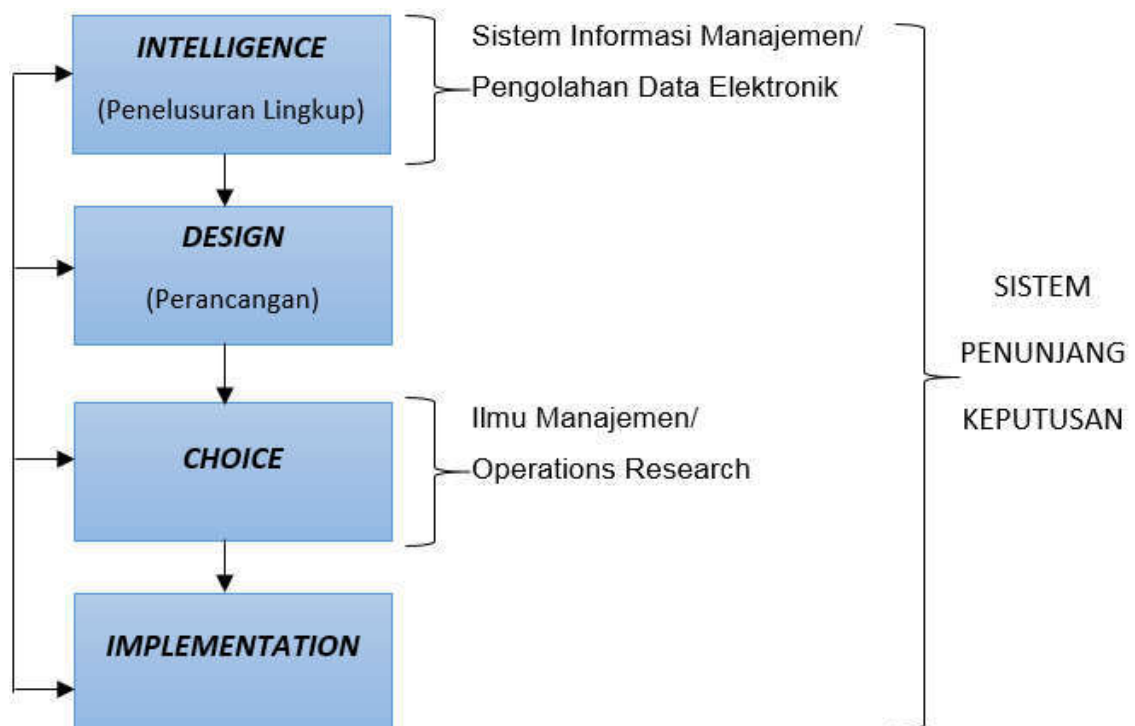 INTELLIGENCE
(Penelusuran Lingkup)
Sistem Informasi Manajemen/
Pengolahan Data Elektronik
DESIGN
(Perancangan)
CHOICE
Ilmu Manajemen/
Operations Research
IMPLEMENTATION
SISTEM
PENUNJANG
KEPUTUSAN